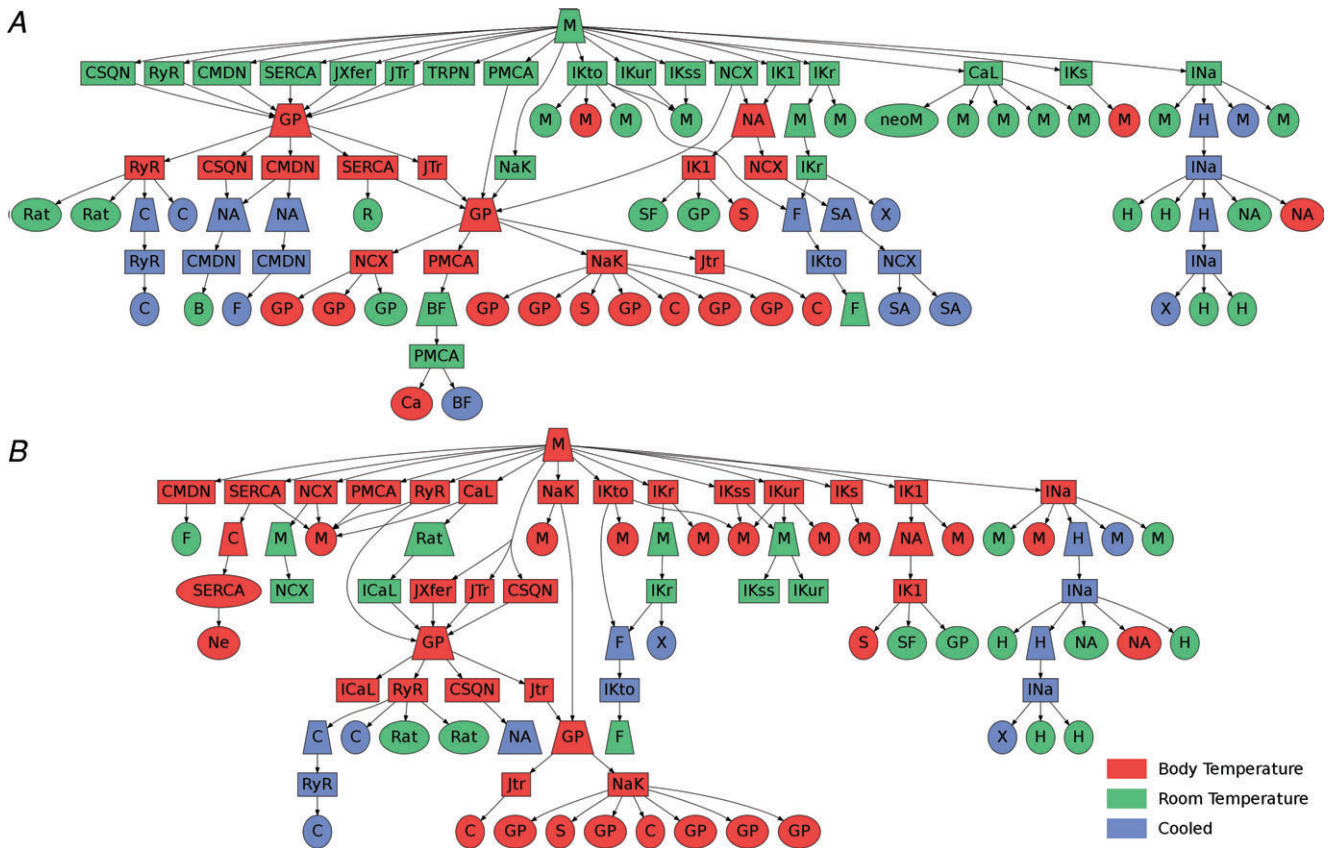 A
M
CSQN RyR CMDN SERCA JXfer JTr TRPN PMCA IKto IKur IKss NCX IK1 IKr CaL IKs INa
GP M M M M NA M M neoM M M M M M M H M M
RyR CSQN CMDN SERCA JTr NaK IK1 NCX IKr INa
Rat Rat C C NA NA R GP SF GP S F SA X H H H NA NA
RyR CMDN CMDN NCX PMCA NaK Jtr IKto NCX INa
C B F GP GP GP BF GP GP S GP C GP GP C F SA SA X H H
PMCA
Ca BF
B
M
CMDN SERCA NCX PMCA RyR CaL NaK IKto IKr IKss IKur IKs IK1 INa
F C M M Rat M M M M M M M M NA M M M H M M
SERCA NCX ICaL JXfer JTr CSQN IKr IKss IKur IK1 INa
Ne GP F X S SF GP H H NA NA H
ICaL RyR CSQN Jtr IKto INa
C C Rat Rat NA GP F X H H
RyR Jtr NaK
C C GP S GP C GP GP GP
Body Temperature
Room Temperature
Cooled